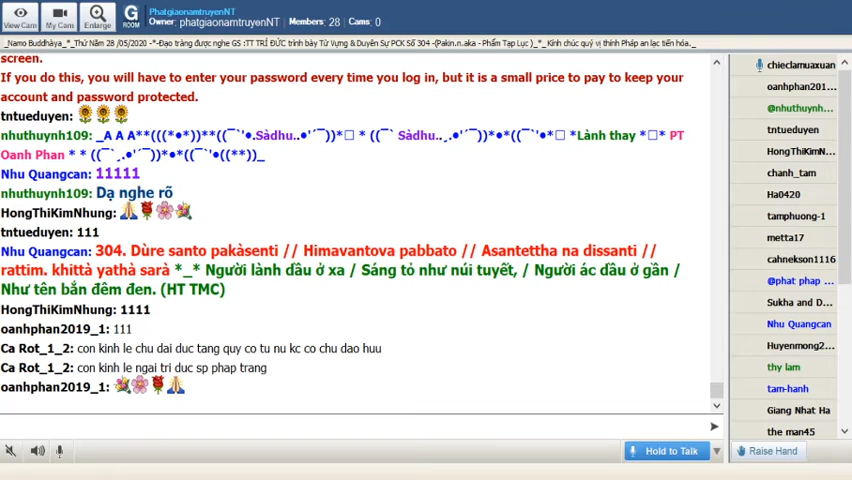 PhatgiaonamtruyenNT
Owner: phatgiaonamtruyenNT Members: 28 Cams: 0
View Cam My Cam Enlarge G ROOM
_Namo Buddhàya_*_Thứ Năm 28 /05/2020 -*-Đạo tràng được nghe GS :TT TRÍ ĐỨC trình bày Từ Vựng & Duyên Sự PCK Số 304 -(Pakin.n.aka - Phẩm Tạp Lục )_*_Kính chúc quý vị thính Pháp an lạc tiến hóa._*
screen.
If you do this, you will have to enter your password every time you log in, but it is a small price to pay to keep your
account and password protected.
tntueduyen:
nhuthuynh109: _A A A**(((*•*))**((¯`'•.Sàdhu..•'´¯))*□ * ((¯` Sàdhu..¸.•'´¯))*•*((¯`'•*□ *Lành thay *□* PT
Oanh Phan * * ((¯`¸.•'´¯))*•*((¯`'•((**))_
Nhu Quangcan: 11111
nhuthuynh109: Dạ nghe rõ
HongThiKimNhung:
tntueduyen: 111
Nhu Quangcan: 304. Dùre santo pakàsenti // Himavantova pabbato // Asantettha na dissanti //
rattim. khittà yathà sarà *_* Người lành dầu ở xa / Sáng tỏ như núi tuyết, / Người ác dầu ở gần /
Như tên bắn đêm đen. (HT TMC)
HongThiKimNhung: 1111
oanhphan2019_1: 111
Ca Rot_1_2: con kinh le chu dai duc tang quy co tu nu kc co chu dao huu
Ca Rot_1_2: con kinh le ngai tri duc sp phap trang
oanhphan2019_1:
chieclamuaxuan
oanhphan201...
@nhuthuynh...
tntueduyen
HongThiKimN...
chanh_tam
Ha0420
tamphuong-1
metta17
cahnekson1116
@phat phap ...
Sukha and D...
Nhu Quangcan
Huyenmong2...
thy lam
tam-hanh
Giang Nhat Ha
the man45
Hold to Talk
Raise Hand